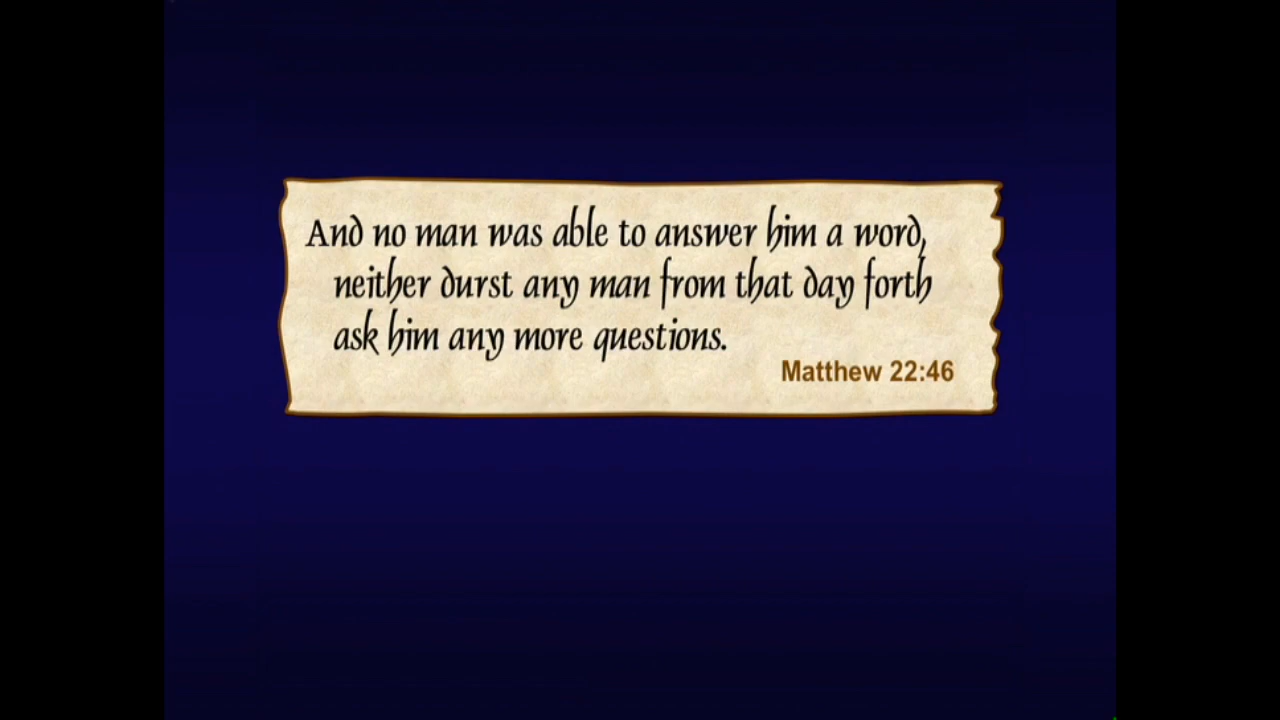 And no man was able to answer him a word,
neither durst any man from that day forth
ask him any more questions.
Matthew 22:46